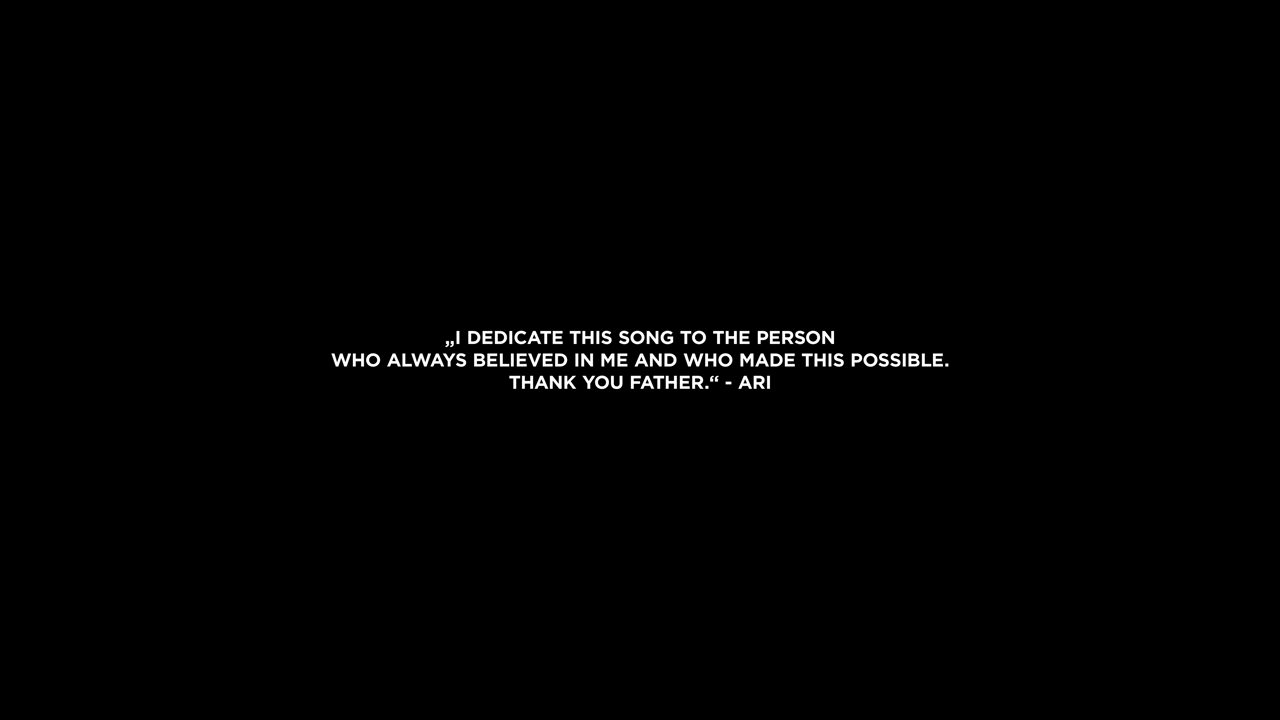 „I DEDICATE THIS SONG TO THE PERSON
WHO ALWAYS BELIEVED IN ME AND WHO MADE THIS POSSIBLE.
THANK YOU FATHER.“ - ARI